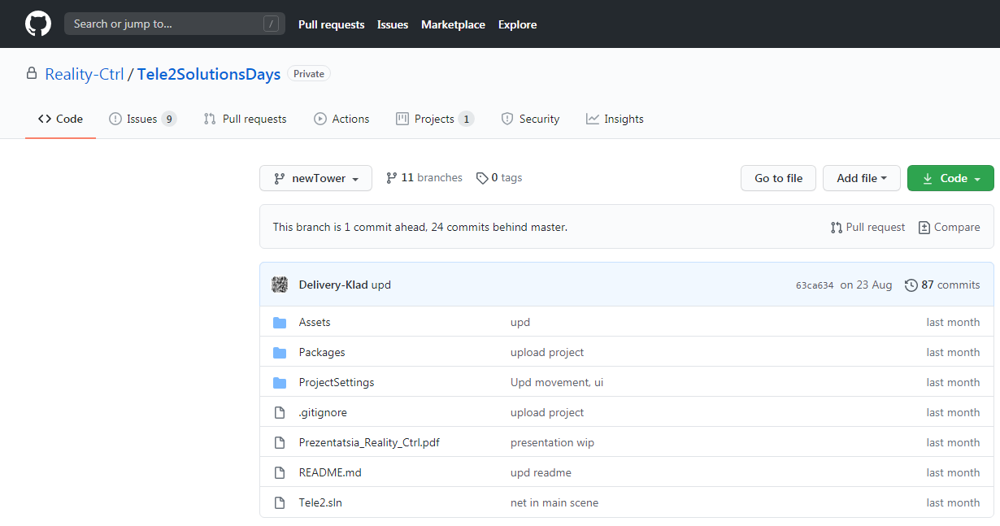 Search or jump to... /
Pull requests Issues Marketplace Explore
Reality-Ctrl / Tele2SolutionsDays Private
Code Issues 9 Pull requests Actions Projects 1 Security Insights
newTower 11 branches 0 tags Go to file Add file Code
This branch is 1 commit ahead, 24 commits behind master. Pull request Compare
Delivery-Klad upd 63ca634 on 23 Aug 87 commits
Assets upd last month
Packages upload project last month
ProjectSettings Upd movement, ui last month
.gitignore upload project last month
Prezentatsia_Reality_Ctrl.pdf presentation wip last month
README.md upd readme last month
Tele2.sln net in main scene last month